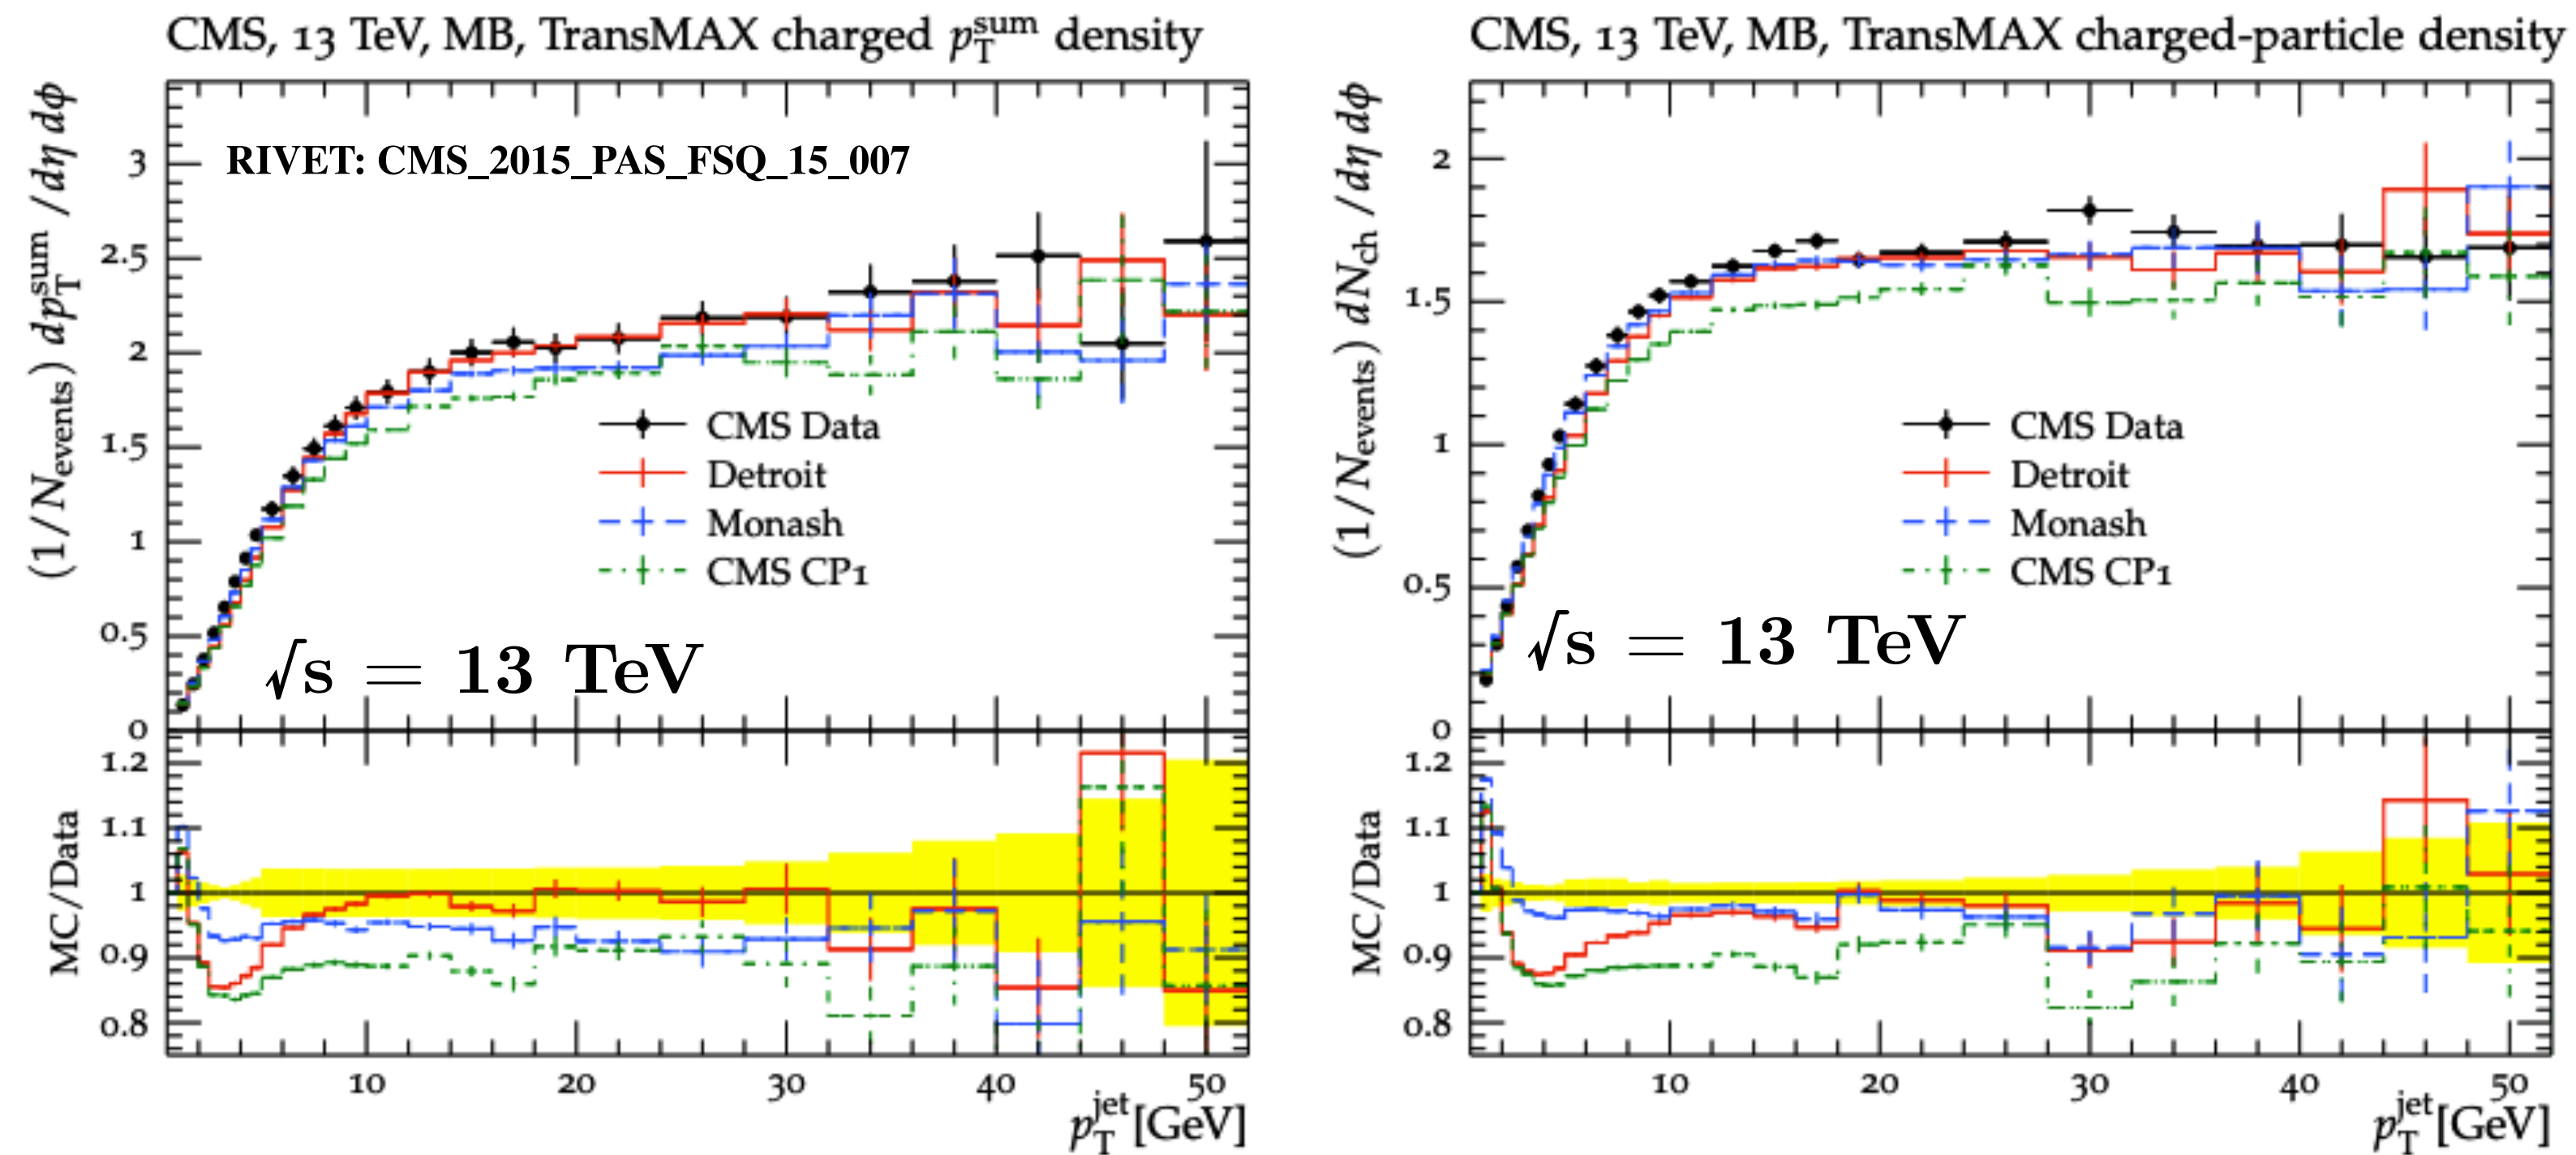 CMS, 13 TeV, MB, TransMAX charged p_T^sum density
(1/N_events) dp_T^sum /dη dϕ
RIVET: CMS_2015_PAS_FSQ_15_007
3
2.5
2
1.5
1
0.5
0
CMS Data
Detroit
Monash
CMS CP1
√s = 13 TeV
MC/Data
1.2
1.1
1
0.9
0.8
10 20 30 40 50
p_T^jet [GeV]
CMS, 13 TeV, MB, TransMAX charged-particle density
(1/N_events) dN_ch /dη dϕ
2
1.5
1
0.5
0
CMS Data
Detroit
Monash
CMS CP1
√s = 13 TeV
MC/Data
1.2
1.1
1
0.9
0.8
10 20 30 40 50
p_T^jet [GeV]